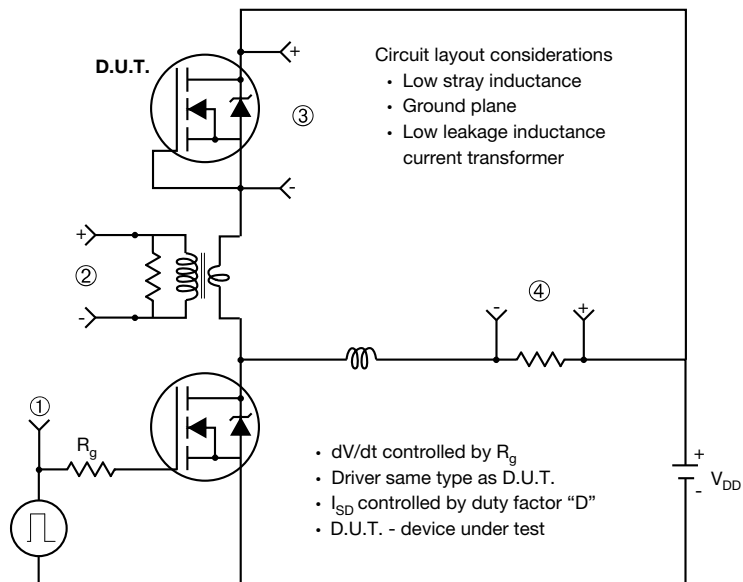 D.U.T.
+
③
-
Circuit layout considerations
• Low stray inductance
• Ground plane
• Low leakage inductance
current transformer
+
②
-
④
-
+
①
Rg
• dV/dt controlled by Rg
• Driver same type as D.U.T.
• ISD controlled by duty factor “D”
• D.U.T. - device under test
+
-
VDD